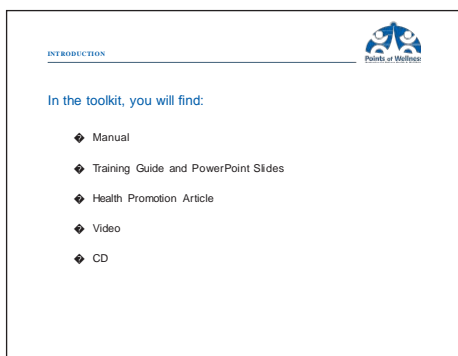 INTRODUCTION
Points of Wellness
In the toolkit, you will find:
� Manual
� Training Guide and PowerPoint Slides
� Health Promotion Article
� Video
� CD